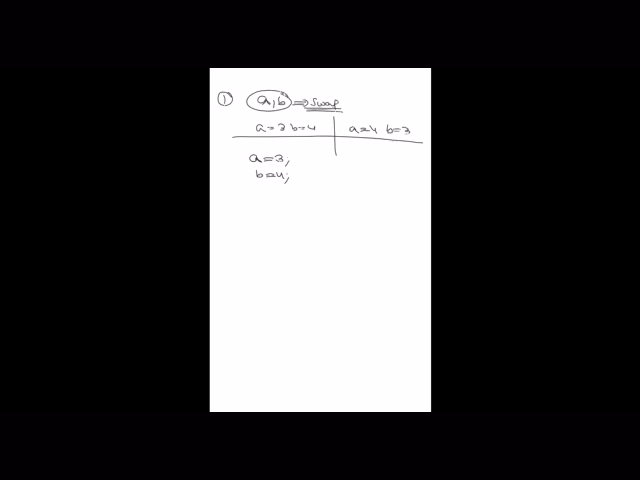 ① a,b ⇒ Swap
a=3 b=4 a=4 b=3
a=3;
b=4;